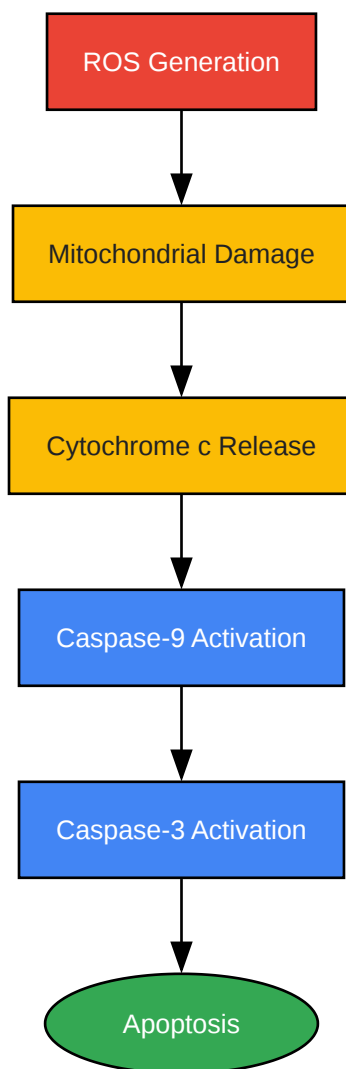 ROS Generation
Mitochondrial Damage
Cytochrome c Release
Caspase-9 Activation
Caspase-3 Activation
Apoptosis